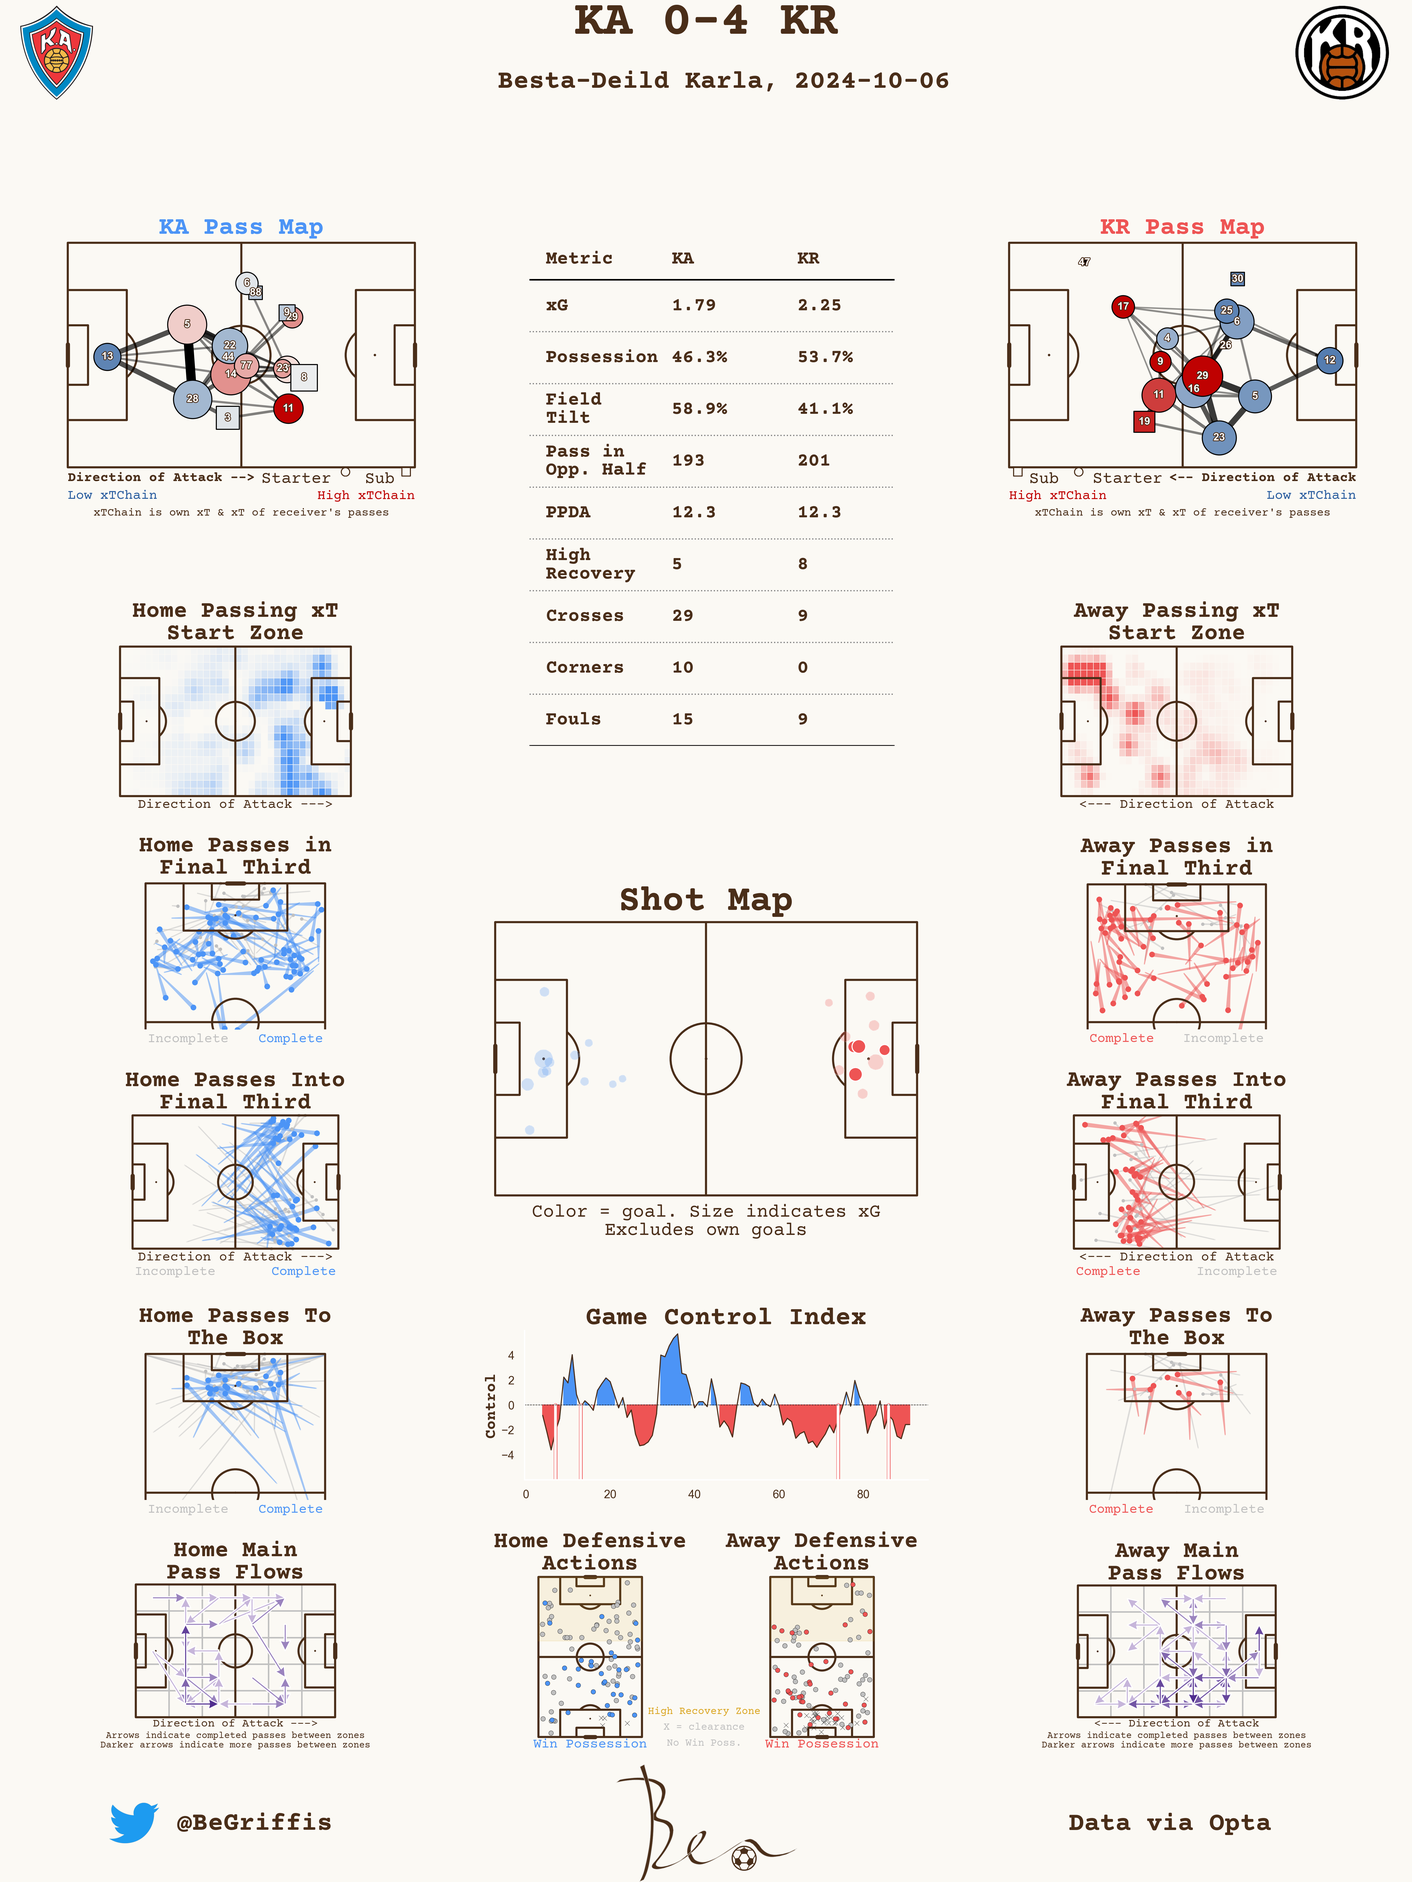 KA 0-4 KR
Besta-Deild Karla, 2024-10-06
KA
KR
KA Pass Map
13
5
28
22
44
14
77
6
88
9
29
23
8
11
3
Direction of Attack --> Starter Sub
Low xTChain High xTChain
xTChain is own xT & xT of receiver's passes
Metric KA KR
xG 1.79 2.25
Possession 46.3% 53.7%
Field
Tilt 58.9% 41.1%
Pass in
Opp. Half 193 201
PPDA 12.3 12.3
High
Recovery 5 8
Crosses 29 9
Corners 10 0
Fouls 15 9
KR Pass Map
47
30
17
25
6
4
26
9
12
29
16
11
5
19
23
Sub Starter <-- Direction of Attack
High xTChain Low xTChain
xTChain is own xT & xT of receiver's passes
Home Passing xT
Start Zone
Direction of Attack --->
Away Passing xT
Start Zone
<--- Direction of Attack
Home Passes in
Final Third
Incomplete Complete
Away Passes in
Final Third
Complete Incomplete
Shot Map
Color = goal. Size indicates xG
Excludes own goals
Home Passes Into
Final Third
Direction of Attack --->
Incomplete Complete
Away Passes Into
Final Third
<--- Direction of Attack
Complete Incomplete
Home Passes To
The Box
Incomplete Complete
Game Control Index
Control
4
2
0
−2
−4
0 20 40 60 80
Away Passes To
The Box
Complete Incomplete
Home Main
Pass Flows
Direction of Attack --->
Arrows indicate completed passes between zones
Darker arrows indicate more passes between zones
Home Defensive
Actions
Win Possession
High Recovery Zone
X = clearance
No Win Poss.
Away Defensive
Actions
Win Possession
Away Main
Pass Flows
<--- Direction of Attack
Arrows indicate completed passes between zones
Darker arrows indicate more passes between zones
@BeGriffis
Ben
Data via Opta